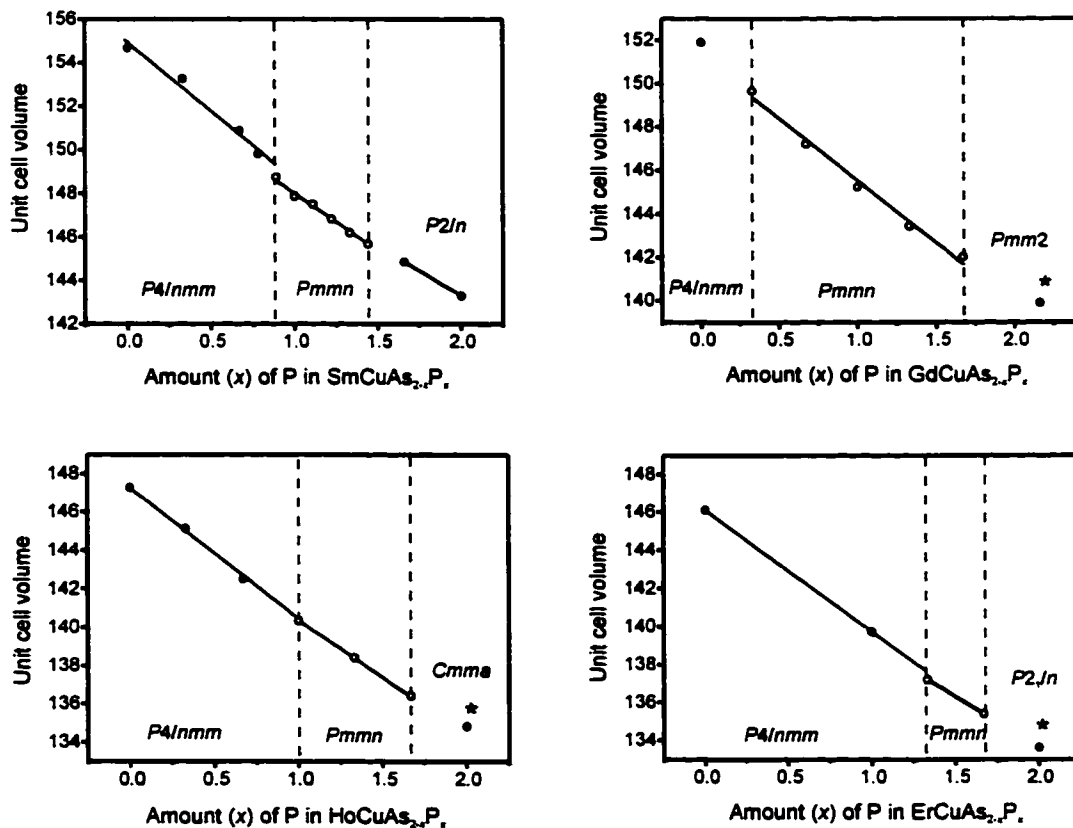 156
154
152
150
148
146
144
142
Unit cell volume
P4/nmm
Pmmn
P2/n
0.0 0.5 1.0 1.5 2.0
Amount (x) of P in SmCuAs₂₋ₓPₓ
152
150
148
146
144
142
140
Unit cell volume
P4/nmm
Pmmn
Pmm2
*
0.0 0.5 1.0 1.5 2.0
Amount (x) of P in GdCuAs₂₋ₓPₓ
148
146
144
142
140
138
136
134
Unit cell volume
P4/nmm
Pmmn
Cmma
*
0.0 0.5 1.0 1.5 2.0
Amount (x) of P in HoCuAs₂₋ₓPₓ
148
146
144
142
140
138
136
134
Unit cell volume
P4/nmm
Pmmn
P2₁/n
*
0.0 0.5 1.0 1.5 2.0
Amount (x) of P in ErCuAs₂₋ₓPₓ